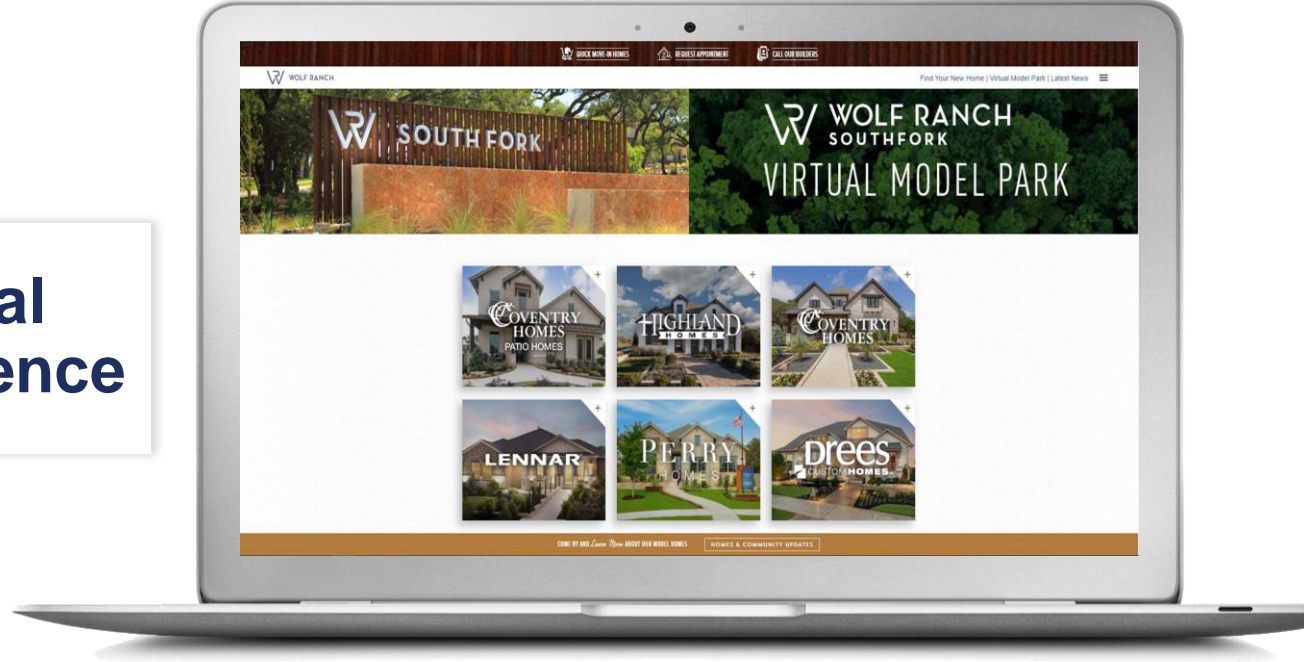 al
ence
QUICK MOVE-IN HOMES
REQUEST APPOINTMENT
CALL OUR BUILDERS
WOLF RANCH
Find Your New Home | Virtual Model Park | Latest News
SOUTH FORK
WOLF RANCH
SOUTHFORK
VIRTUAL MODEL PARK
COVENTRY
HOMES
PATIO HOMES
HIGHLAND
HOMES
COVENTRY
HOMES
LENNAR
PERRY
HOMES
Drees
CUSTOM HOMES
COME BY AND Learn More ABOUT OUR MODEL HOMES
HOMES & COMMUNITY UPDATES